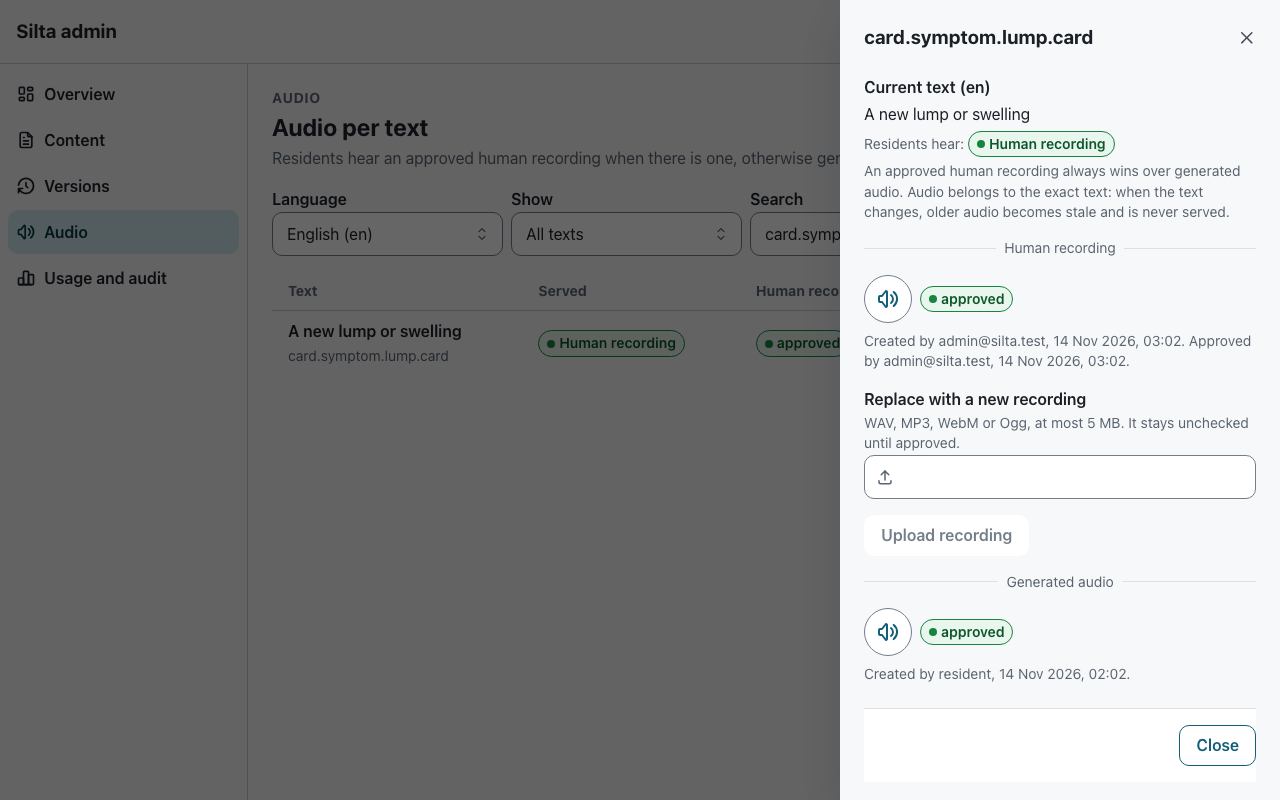 Silta admin
Overview
Content
Versions
Audio
Usage and audit
AUDIO
Audio per text
Residents hear an approved human recording when there is one, otherwise
Language
Show
Search
English (en)
All texts
Text
Served
Human
A new lump or swelling
card.symptom.lump.card
Human recording
approved
card.symptom.lump.card
Current text (en)
A new lump or swelling
Residents hear: Human recording
An approved human recording always wins over generated
audio. Audio belongs to the exact text: when the text
changes, older audio becomes stale and is never served.
Human recording
approved
Created by admin@silta.test, 14 Nov 2026, 03:02. Approved
by admin@silta.test, 14 Nov 2026, 03:02.
Replace with a new recording
WAV, MP3, WebM or Ogg, at most 5 MB. It stays unchecked
until approved.
Upload recording
Generated audio
approved
Created by resident, 14 Nov 2026, 02:02.
Close